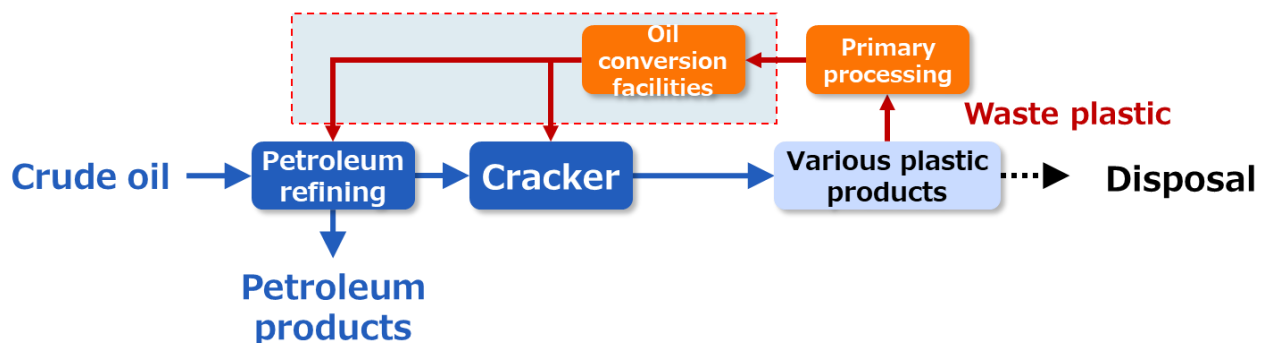 Oil
conversion
facilities
Primary
processing
Waste plastic
Crude oil
Petroleum
refining
Cracker
Various plastic
products
Disposal
Petroleum
products